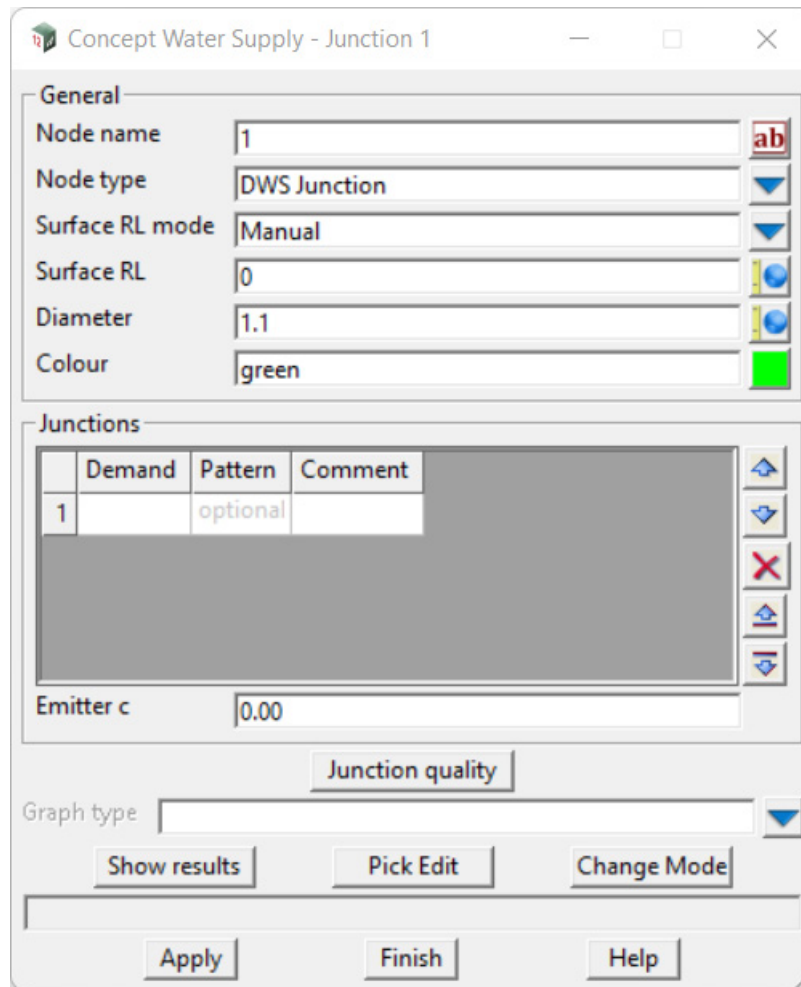 Concept Water Supply - Junction 1
General
Node name 1 ab
Node type DWS Junction
Surface RL mode Manual
Surface RL 0
Diameter 1.1
Colour green
Junctions
Demand Pattern Comment
1 optional
Emitter c 0.00
Junction quality
Graph type
Show results Pick Edit Change Mode
Apply Finish Help